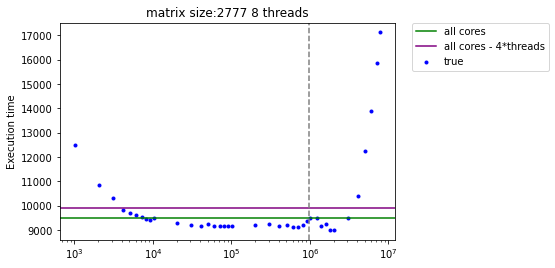 matrix size:2777 8 threads
17000
16000
15000
14000
13000
12000
11000
10000
9000
Execution time
10³
10⁴
10⁵
10⁶
10⁷
all cores
all cores - 4*threads
true